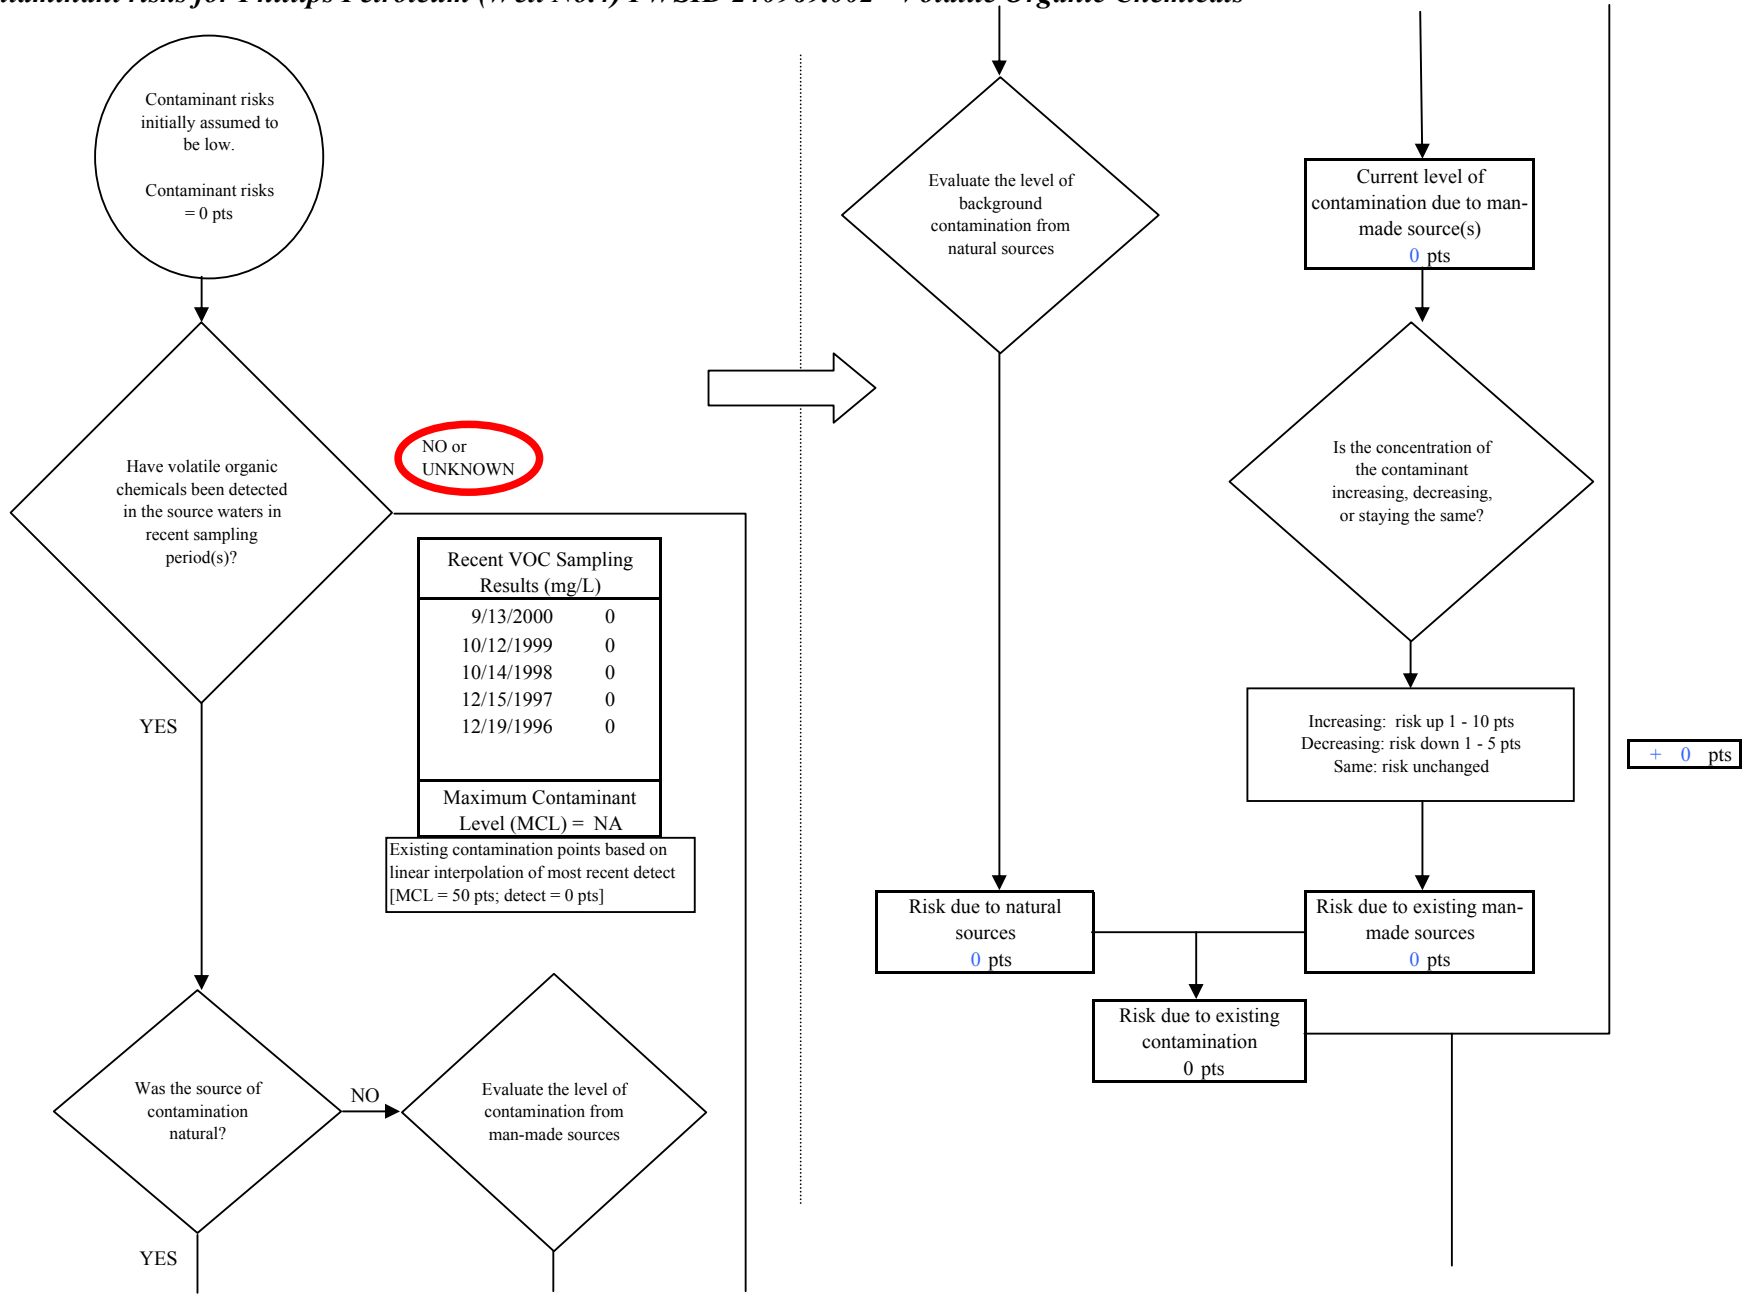 Contaminant risks
initially assumed to
be low.
Contaminant risks
= 0 pts
Have volatile organic
chemicals been detected
in the source waters in
recent sampling
period(s)?
NO or
UNKNOWN
Recent VOC Sampling
Results (mg/L)
9/13/2000 0
10/12/1999 0
10/14/1998 0
12/15/1997 0
12/19/1996 0
Maximum Contaminant
Level (MCL) = NA
Existing contamination points based on
linear interpolation of most recent detect
[MCL = 50 pts; detect = 0 pts]
YES
Was the source of
contamination
natural?
NO
Evaluate the level of
contamination from
man-made sources
YES
Evaluate the level of
background
contamination from
natural sources
Current level of
contamination due to man-
made source(s)
0 pts
Is the concentration of
the contaminant
increasing, decreasing,
or staying the same?
Increasing: risk up 1 - 10 pts
Decreasing: risk down 1 - 5 pts
Same: risk unchanged
+ 0 pts
Risk due to natural
sources
0 pts
Risk due to existing man-
made sources
0 pts
Risk due to existing
contamination
0 pts